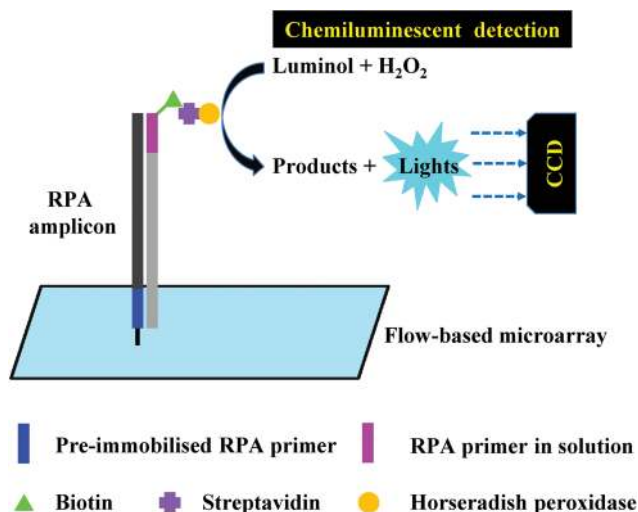 Chemiluminescent detection
Luminol + H₂O₂
Products + Lights
CCD
RPA
amplicon
Flow-based microarray
Pre-immobilised RPA primer
RPA primer in solution
Biotin
Streptavidin
Horseradish peroxidase